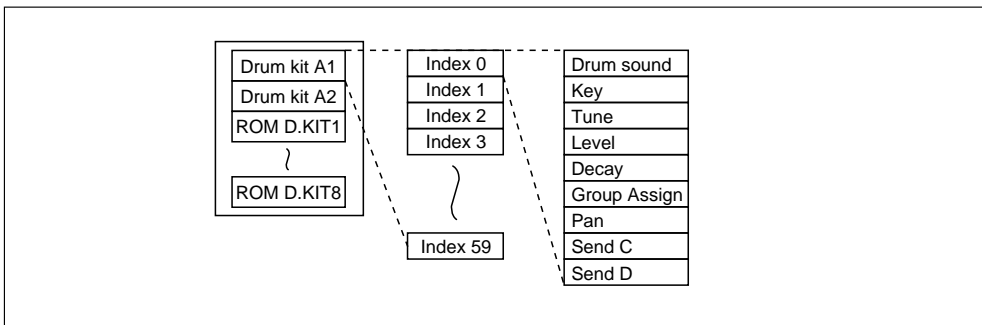 Drum kit A1
Drum kit A2
ROM D.KIT1
ROM D.KIT8
Index 0
Index 1
Index 2
Index 3
Index 59
Drum sound
Key
Tune
Level
Decay
Group Assign
Pan
Send C
Send D